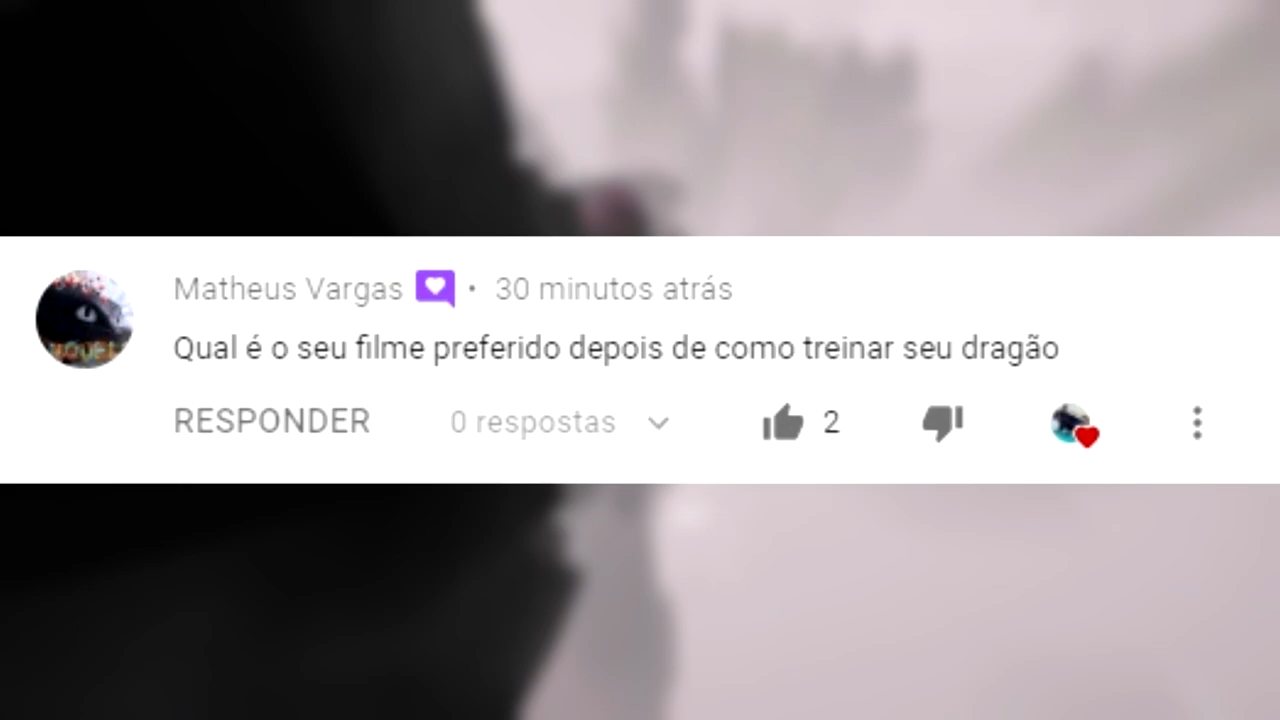 Matheus Vargas • 30 minutos atrás
Qual é o seu filme preferido depois de como treinar seu dragão
RESPONDER 0 respostas 2